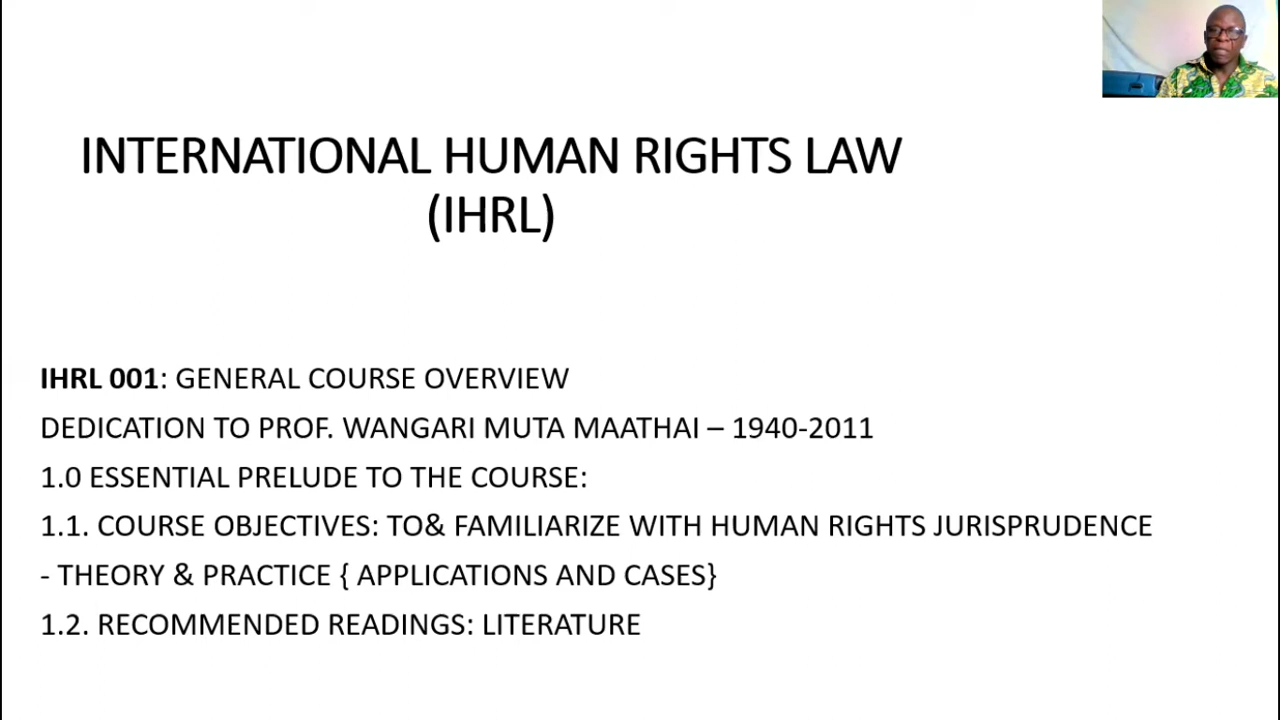 INTERNATIONAL HUMAN RIGHTS LAW
(IHRL)
IHRL 001: GENERAL COURSE OVERVIEW
DEDICATION TO PROF. WANGARI MUTA MAATHAI – 1940-2011
1.0 ESSENTIAL PRELUDE TO THE COURSE:
1.1. COURSE OBJECTIVES: TO& FAMILIARIZE WITH HUMAN RIGHTS JURISPRUDENCE
- THEORY & PRACTICE { APPLICATIONS AND CASES}
1.2. RECOMMENDED READINGS: LITERATURE